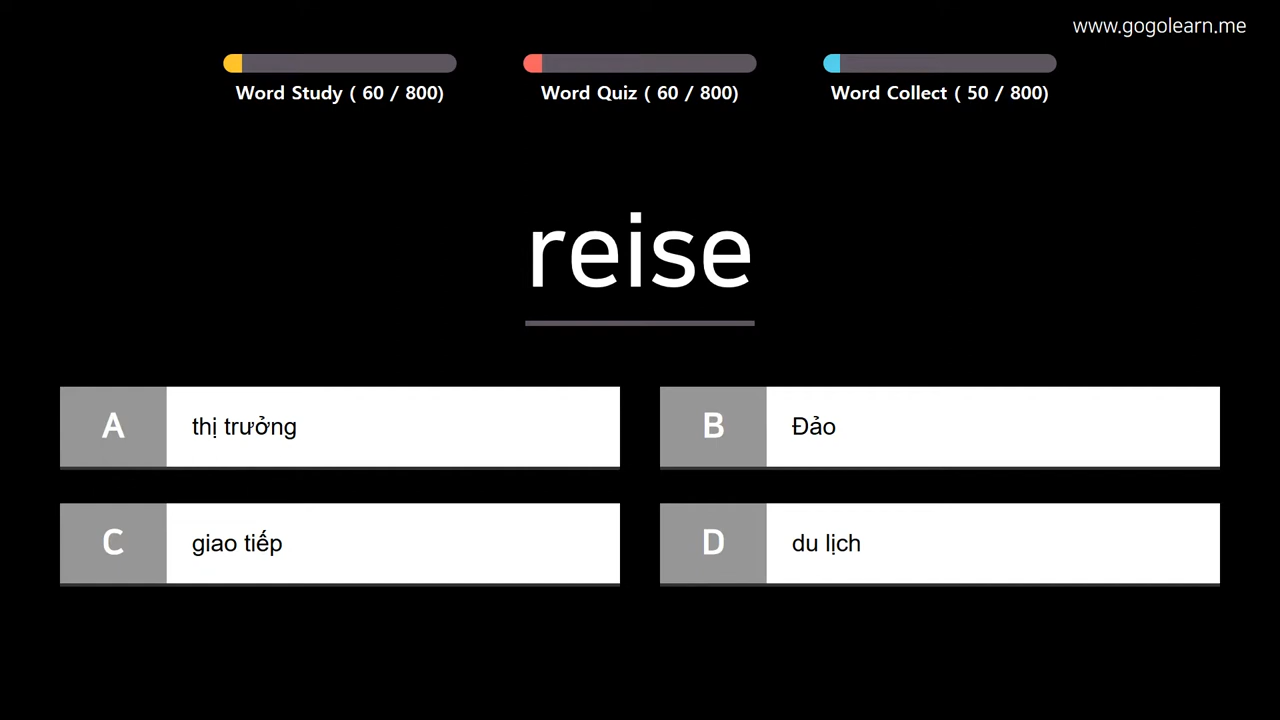 www.gogolearn.me
Word Study ( 60 / 800)
Word Quiz ( 60 / 800)
Word Collect ( 50 / 800)
reise
A thị trưởng
B Đảo
C giao tiếp
D du lịch